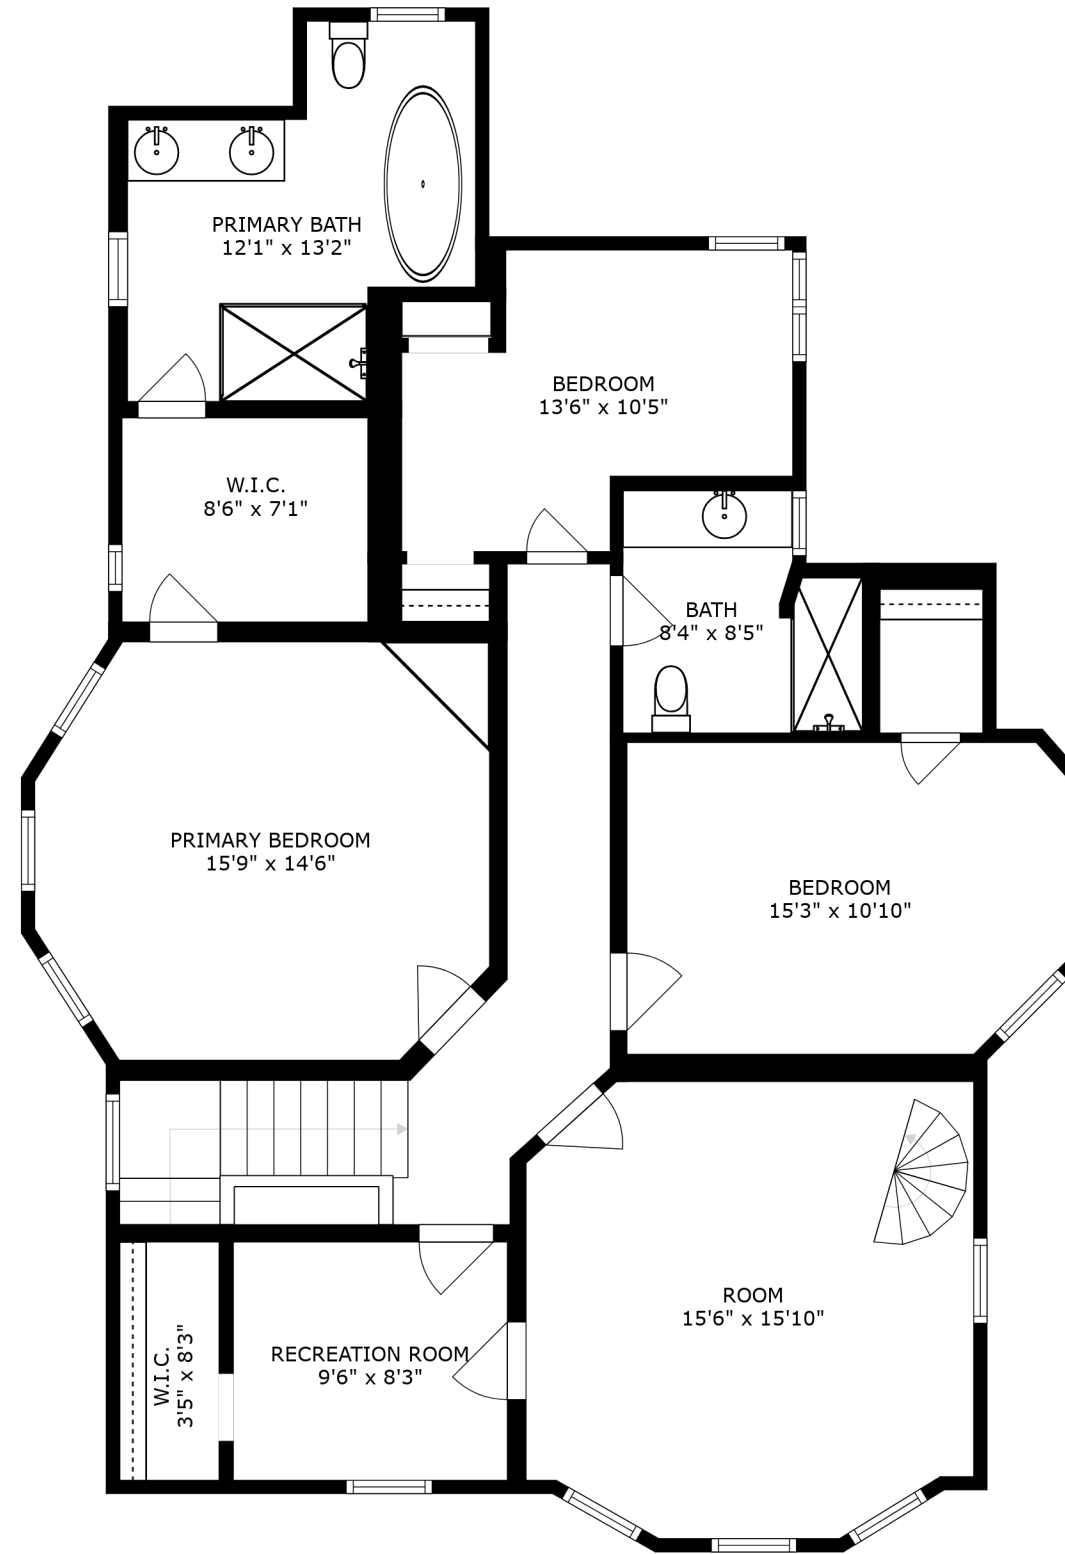 PRIMARY BATH
12'1" x 13'2"
BEDROOM
13'6" x 10'5"
W.I.C.
8'6" x 7'1"
BATH
8'4" x 8'5"
PRIMARY BEDROOM
15'9" x 14'6"
BEDROOM
15'3" x 10'10"
ROOM
15'6" x 15'10"
RECREATION ROOM
9'6" x 8'3"
W.I.C.
3'5" x 8'3"